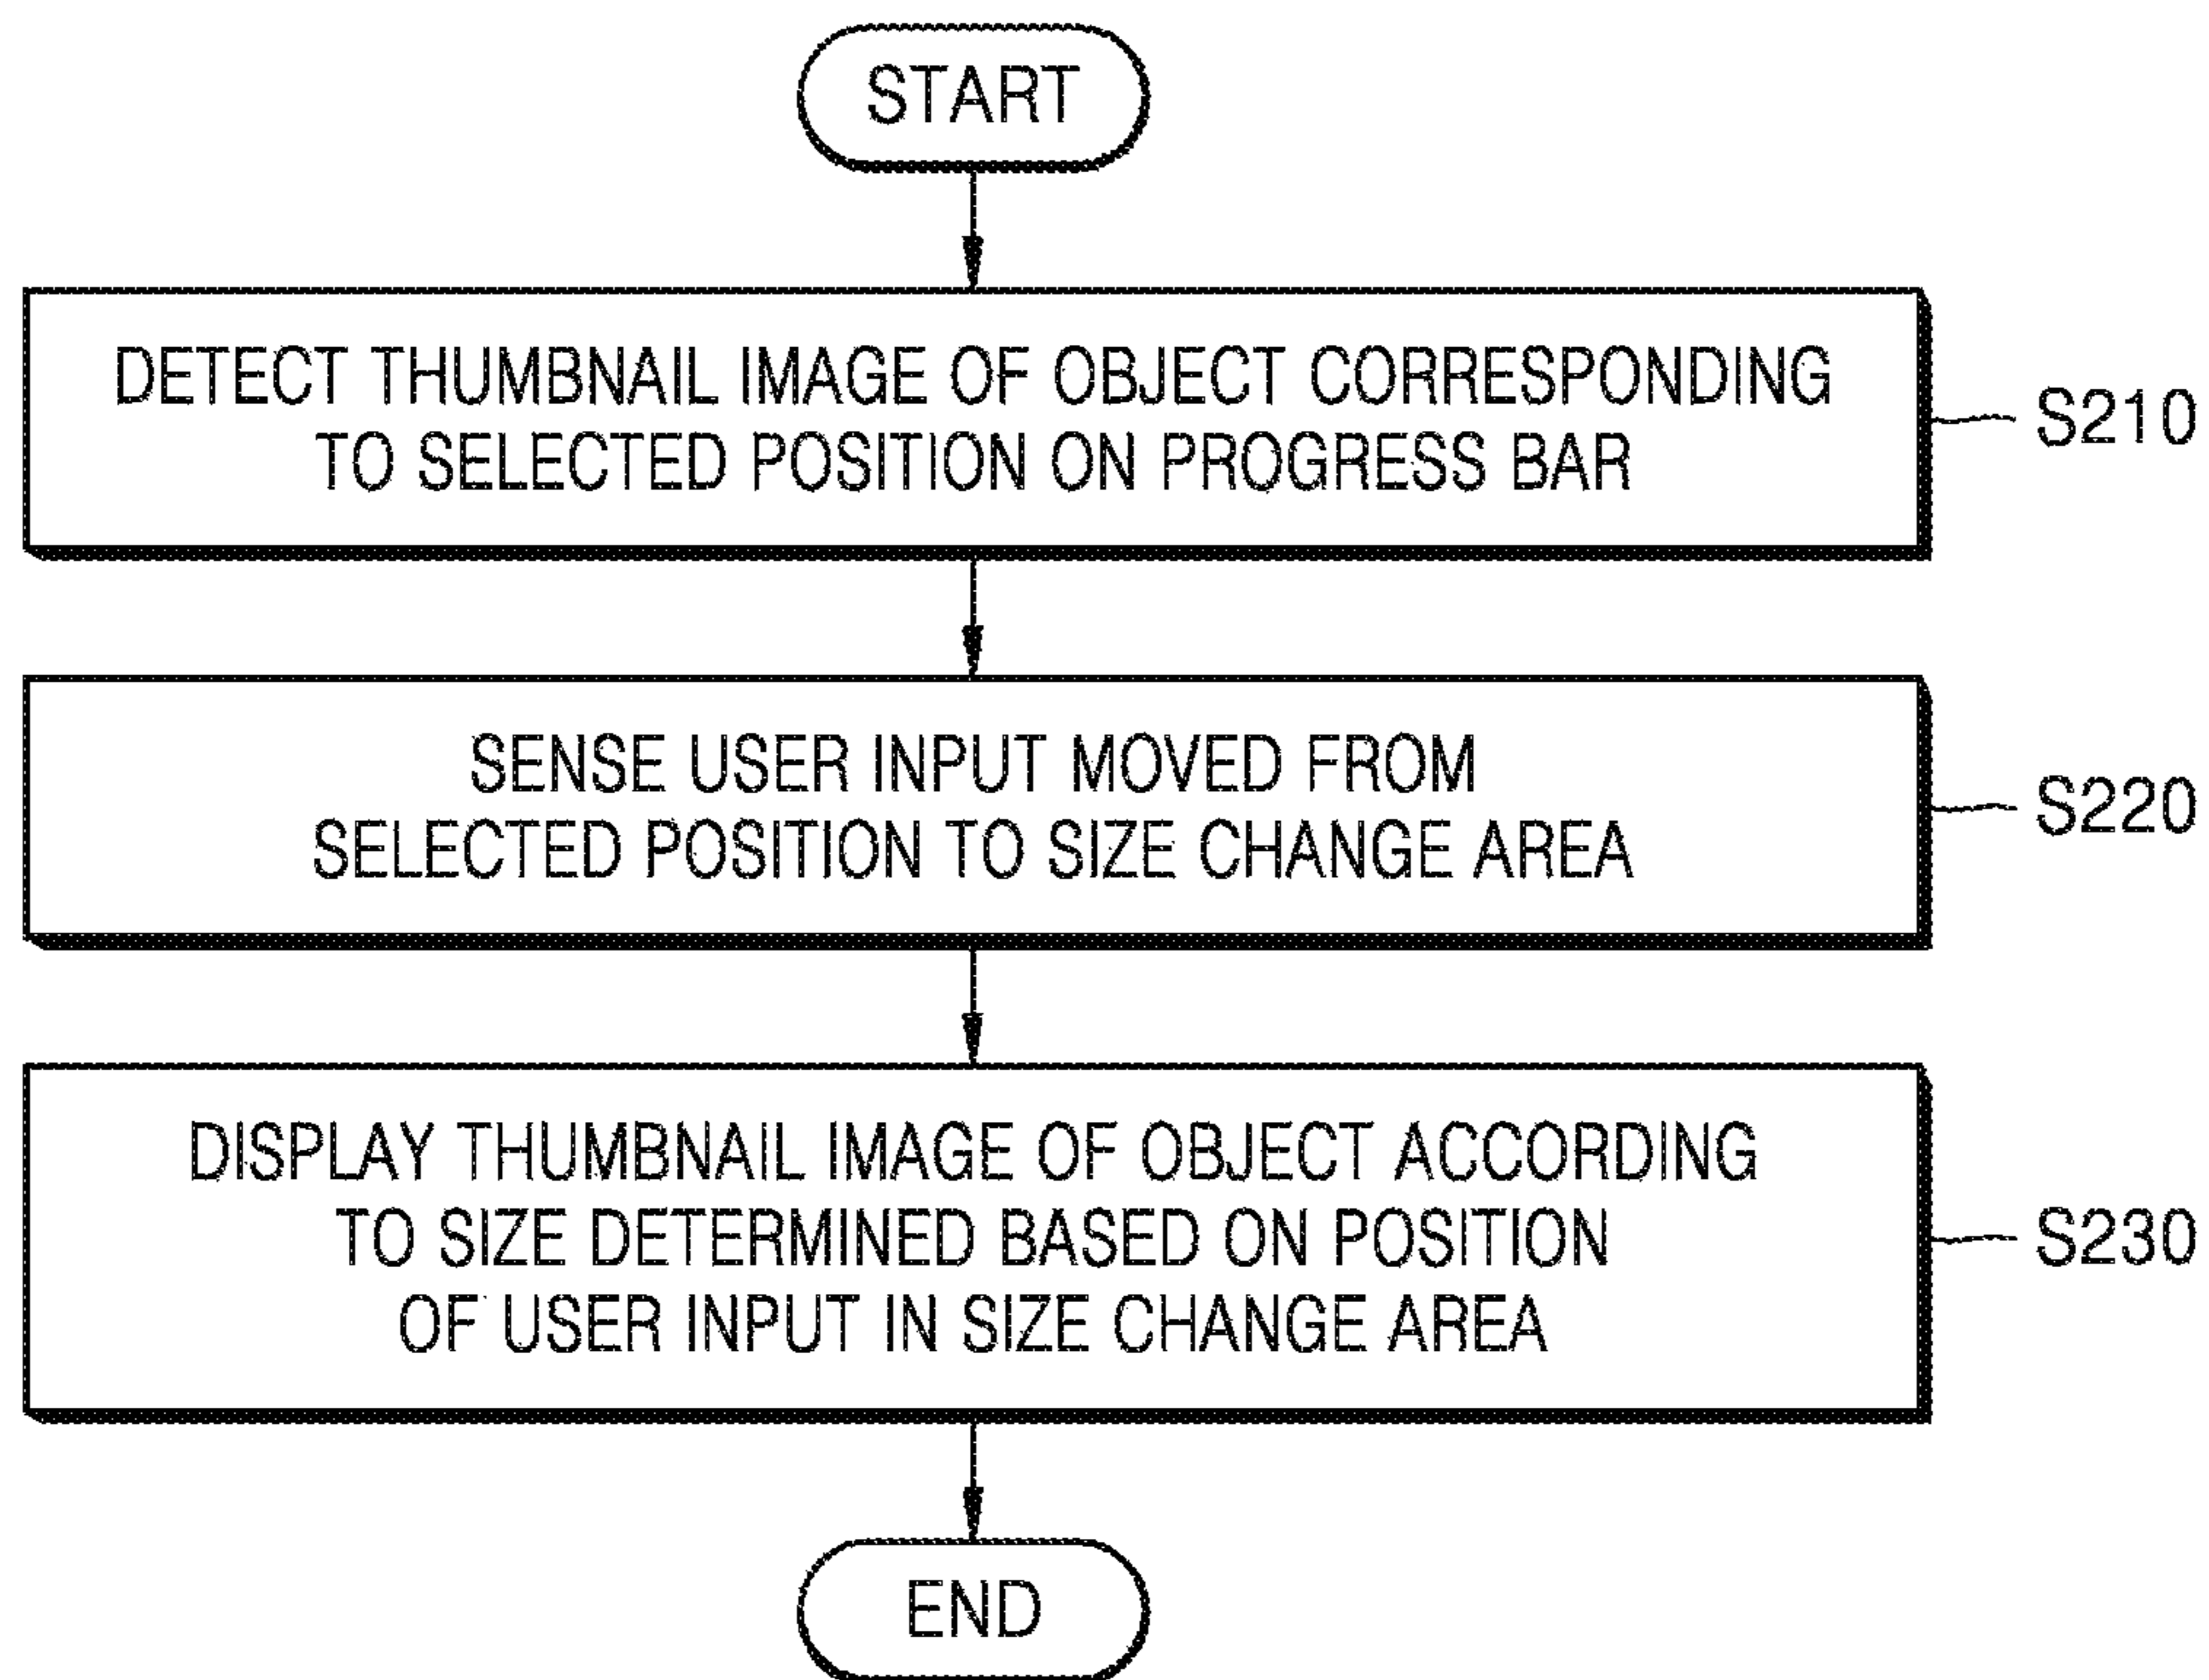 START
DETECT THUMBNAIL IMAGE OF OBJECT CORRESPONDING
TO SELECTED POSITION ON PROGRESS BAR
S210
SENSE USER INPUT MOVED FROM
SELECTED POSITION TO SIZE CHANGE AREA
S220
DISPLAY THUMBNAIL IMAGE OF OBJECT ACCORDING
TO SIZE DETERMINED BASED ON POSITION
OF USER INPUT IN SIZE CHANGE AREA
S230
END